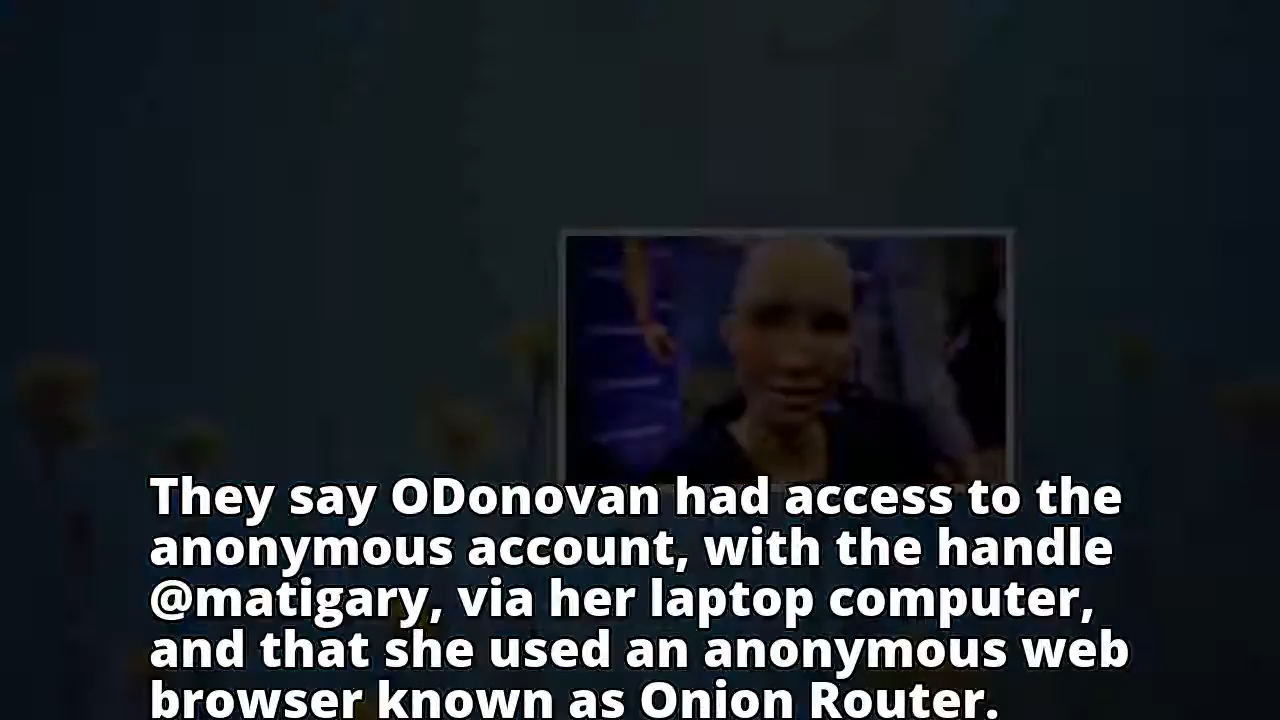 They say ODonovan had access to the
anonymous account, with the handle
@matigary, via her laptop computer,
and that she used an anonymous web
browser known as Onion Router.